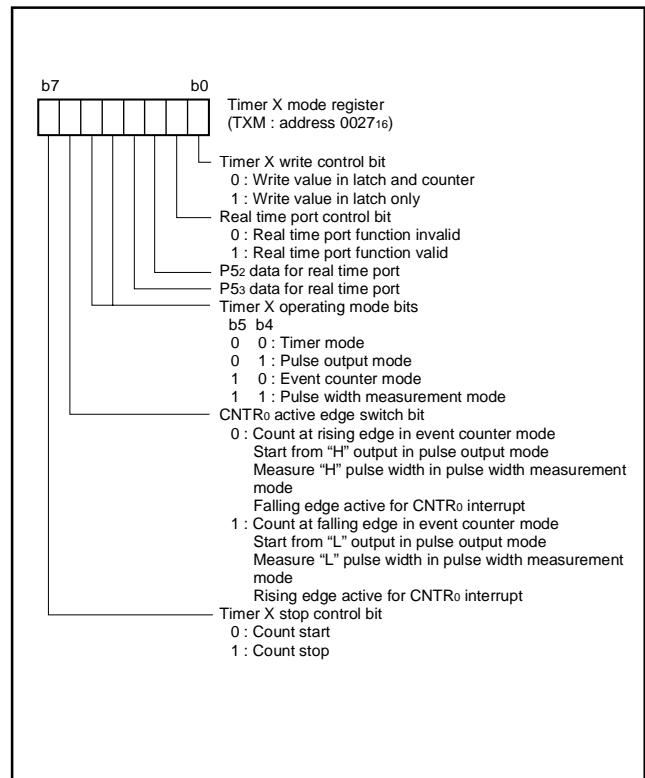 b7 b0
Timer X mode register
(TXM : address 002716)
Timer X write control bit
0 : Write value in latch and counter
1 : Write value in latch only
Real time port control bit
0 : Real time port function invalid
1 : Real time port function valid
P52 data for real time port
P53 data for real time port
Timer X operating mode bits
b5 b4
0 0 : Timer mode
0 1 : Pulse output mode
1 0 : Event counter mode
1 1 : Pulse width measurement mode
CNTR0 active edge switch bit
0 : Count at rising edge in event counter mode
Start from “H” output in pulse output mode
Measure “H” pulse width in pulse width measurement
mode
Falling edge active for CNTR0 interrupt
1 : Count at falling edge in event counter mode
Start from “L” output in pulse output mode
Measure “L” pulse width in pulse width measurement
mode
Rising edge active for CNTR0 interrupt
Timer X stop control bit
0 : Count start
1 : Count stop